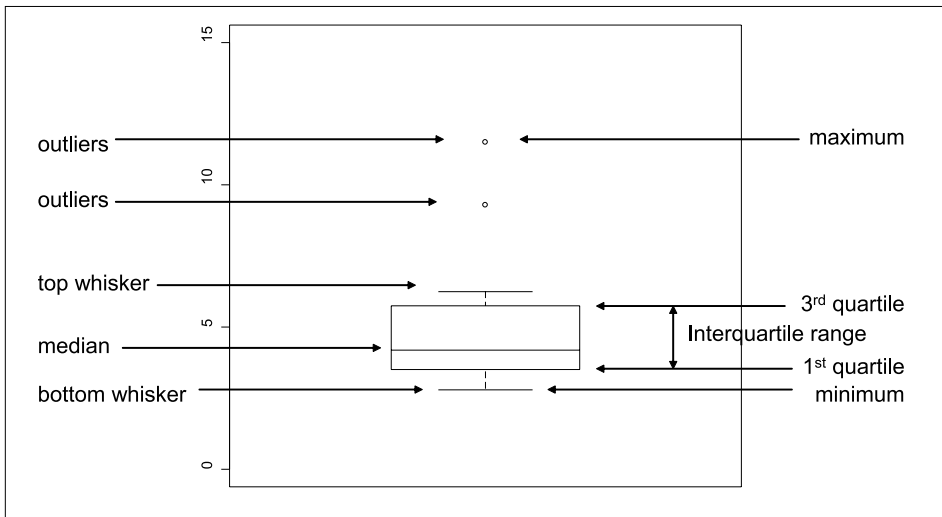 15
outliers
maximum
10
outliers
top whisker
3rd quartile
5
Interquartile range
median
1st quartile
bottom whisker
minimum
0